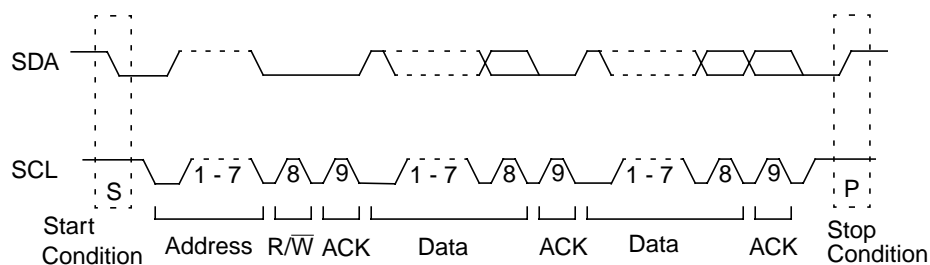 SDA
SCL
S
1 - 7
8
9
1 - 7
8
9
1 - 7
8
9
P
Start
Condition
Address
R/W̅
ACK
Data
ACK
Data
ACK
Stop
Condition